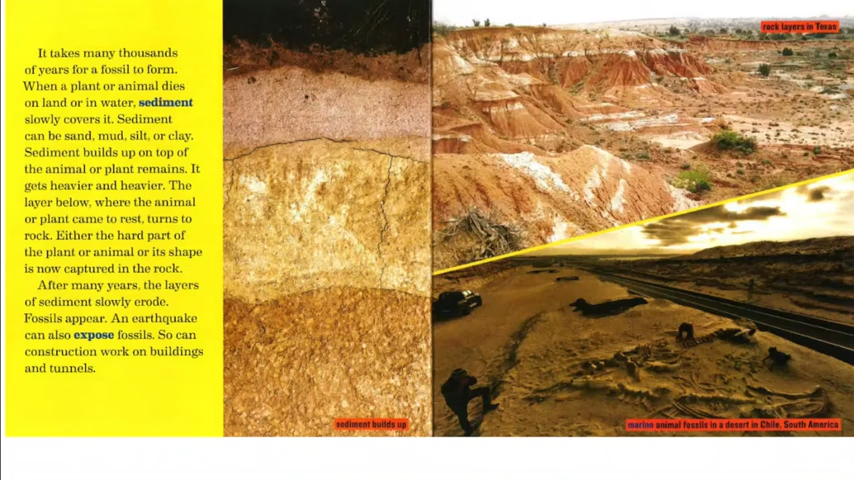 It takes many thousands
of years for a fossil to form.
When a plant or animal dies
on land or in water, sediment
slowly covers it. Sediment
can be sand, mud, silt, or clay.
Sediment builds up on top of
the animal or plant remains. It
gets heavier and heavier. The
layer below, where the animal
or plant came to rest, turns to
rock. Either the hard part of
the plant or animal or its shape
is now captured in the rock.
After many years, the layers
of sediment slowly erode.
Fossils appear. An earthquake
can also expose fossils. So can
construction work on buildings
and tunnels.
sediment builds up
rock layers in Texas
marine animal fossils in a desert in Chile, South America